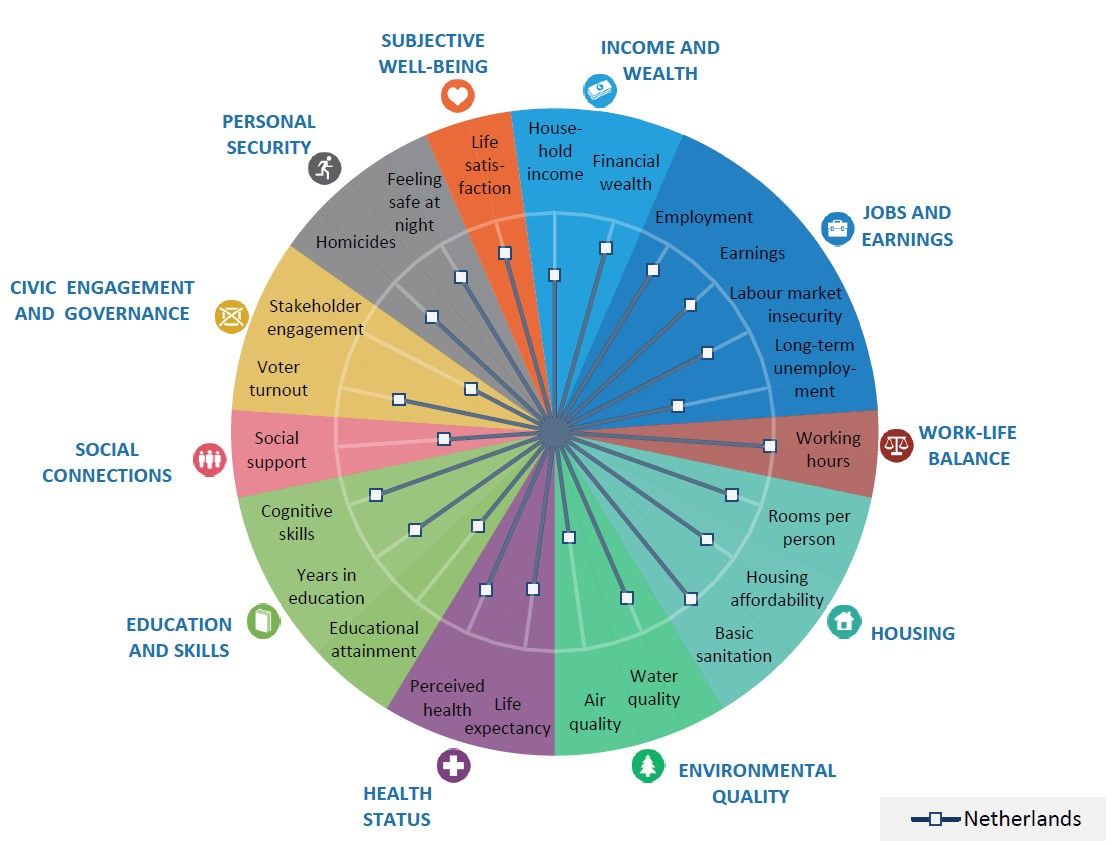 SUBJECTIVE
WELL-BEING
INCOME AND
WEALTH
PERSONAL
SECURITY
JOBS AND
EARNINGS
CIVIC ENGAGEMENT
AND GOVERNANCE
SOCIAL
CONNECTIONS
WORK-LIFE
BALANCE
EDUCATION
AND SKILLS
HOUSING
HEALTH
STATUS
ENVIRONMENTAL
QUALITY
Life
satis-
faction
House-
hold
income
Financial
wealth
Employment
Earnings
Labour market
insecurity
Long-term
unemploy-
ment
Working
hours
Rooms per
person
Housing
affordability
Basic
sanitation
Water
quality
Air
quality
Life
expectancy
Perceived
health
Educational
attainment
Years in
education
Cognitive
skills
Social
support
Voter
turnout
Stakeholder
engagement
Homicides
Feeling
safe at
night
Netherlands